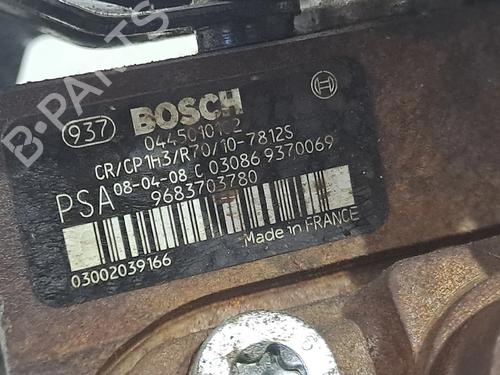 B-PARTS
937 BOSCH
0445010102
CR/CP1H3/R70/10-7812S
PSA 08-04-08 C 03086 9370069
9683703780
03002039166 Made in FRANCE